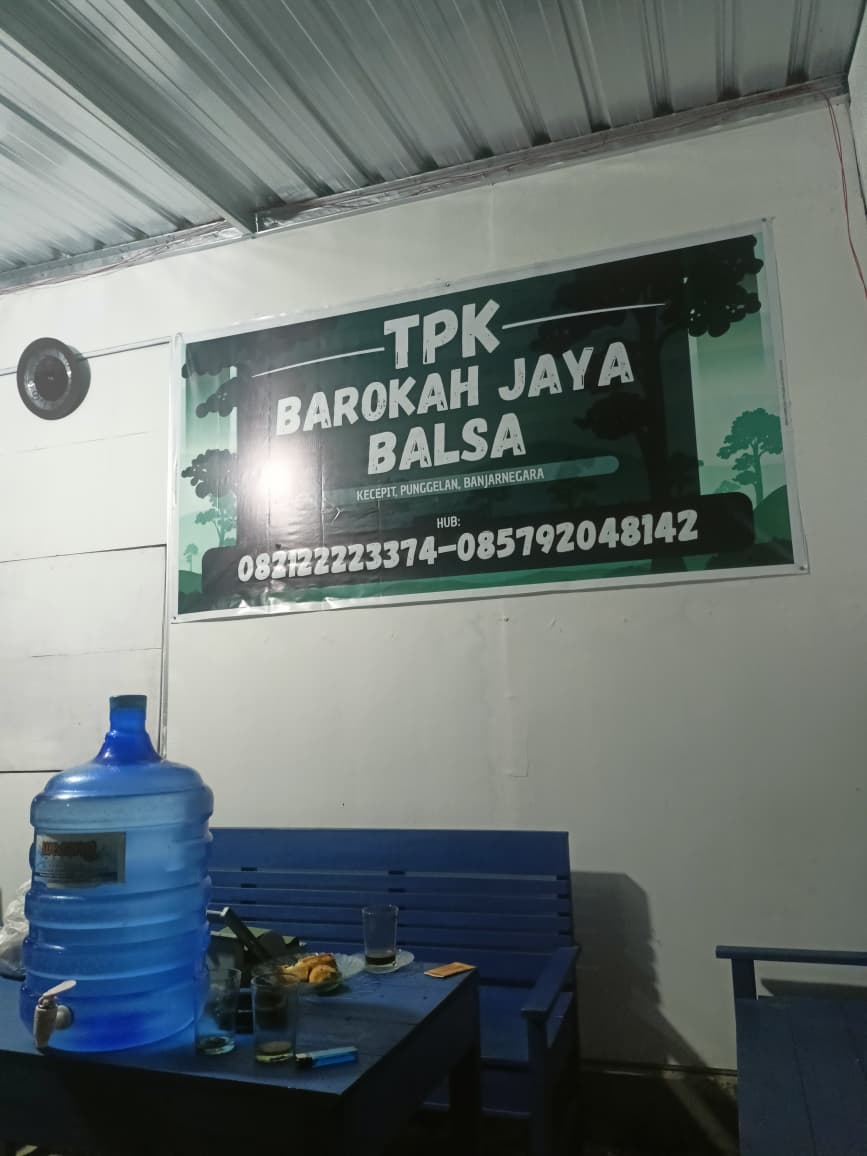 TPK
BAROKAH JAYA
BALSA
KECEPIT, PUNGGELAN, BANJARNEGARA
HUB:
082122223374-085792048142